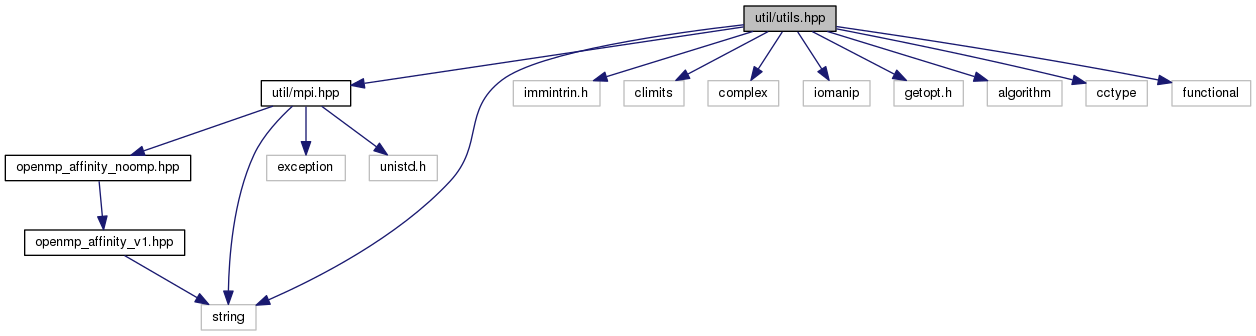 util/utils.hpp
util/mpi.hpp
immintrin.h
climits
complex
iomanip
getopt.h
algorithm
cctype
functional
openmp_affinity_noomp.hpp
exception
unistd.h
openmp_affinity_v1.hpp
string